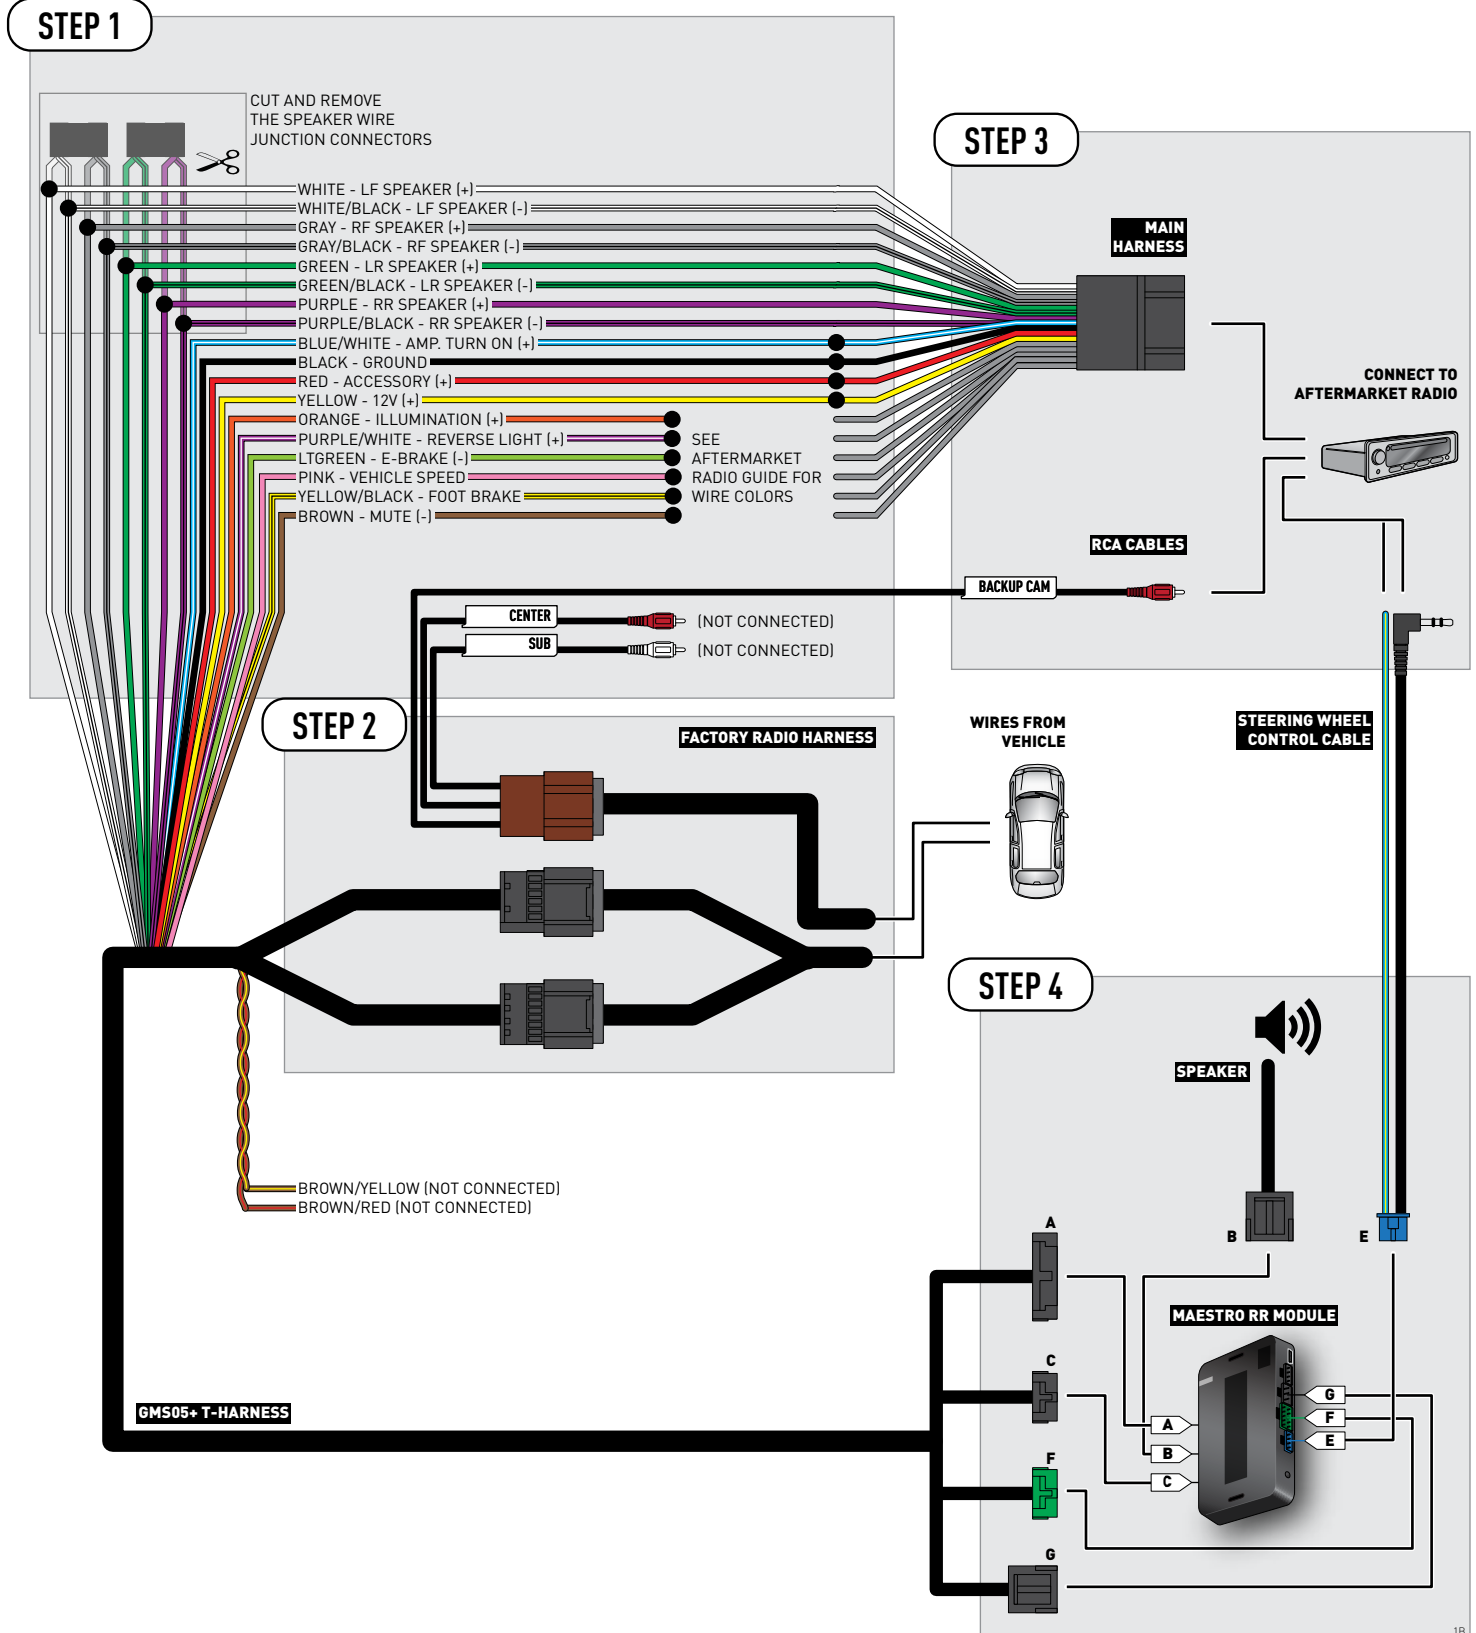 STEP 1
CUT AND REMOVE
THE SPEAKER WIRE
JUNCTION CONNECTORS
WHITE - LF SPEAKER (+)
WHITE/BLACK - LF SPEAKER (-)
GRAY - RF SPEAKER (+)
GRAY/BLACK - RF SPEAKER (-)
GREEN - LR SPEAKER (+)
GREEN/BLACK - LR SPEAKER (-)
PURPLE - RR SPEAKER (+)
PURPLE/BLACK - RR SPEAKER (-)
BLUE/WHITE - AMP. TURN ON (+)
BLACK - GROUND
RED - ACCESSORY (+)
YELLOW - 12V (+)
ORANGE - ILLUMINATION (+)
PURPLE/WHITE - REVERSE LIGHT (+)
LTGREEN - E-BRAKE (-)
PINK - VEHICLE SPEED
YELLOW/BLACK - FOOT BRAKE
BROWN - MUTE (-)
SEE
AFTERMARKET
RADIO GUIDE FOR
WIRE COLORS
CENTER
(NOT CONNECTED)
SUB
(NOT CONNECTED)
STEP 3
MAIN
HARNESS
CONNECT TO
AFTERMARKET RADIO
RCA CABLES
BACKUP CAM
STEP 2
FACTORY RADIO HARNESS
WIRES FROM
VEHICLE
STEERING WHEEL
CONTROL CABLE
BROWN/YELLOW (NOT CONNECTED)
BROWN/RED (NOT CONNECTED)
GMS05+ T-HARNESS
STEP 4
SPEAKER
B
E
A
C
F
G
MAESTRO RR MODULE
A
B
C
G
F
E
1B